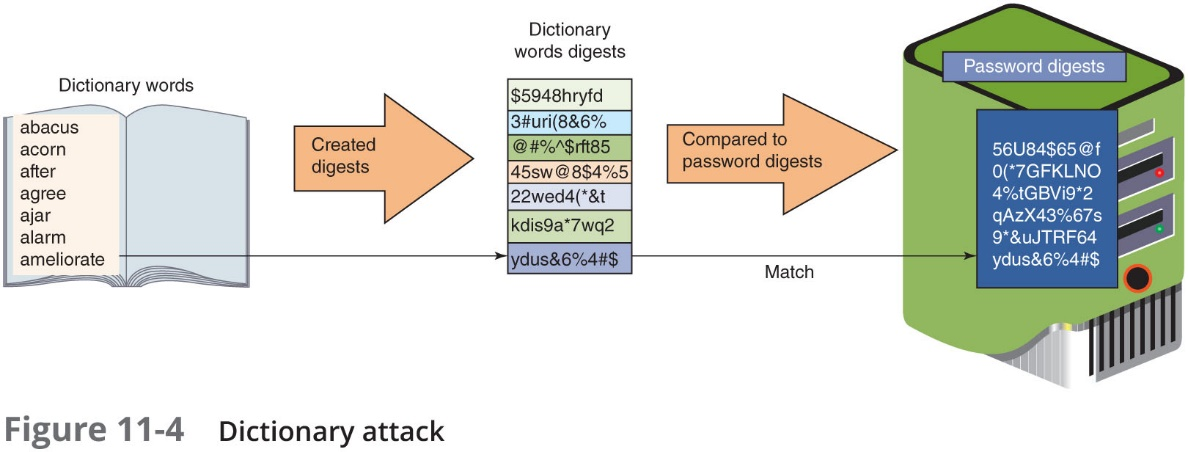 Dictionary words
abacus
acorn
after
agree
ajar
alarm
ameliorate
Created
digests
Dictionary
words digests
$5948hryfd
3#uri(8&6%
@#%^$rft85
45sw@8$4%5
22wed4(*&t
kdis9a*7wq2
ydus&6%4#$
Compared to
password digests
Match
Password digests
56U84$65@f
0(*7GFKLNO
4%tGBVi9*2
qAzX43%67s
9*&uJTRF64
ydus&6%4#$
Figure 11-4 Dictionary attack